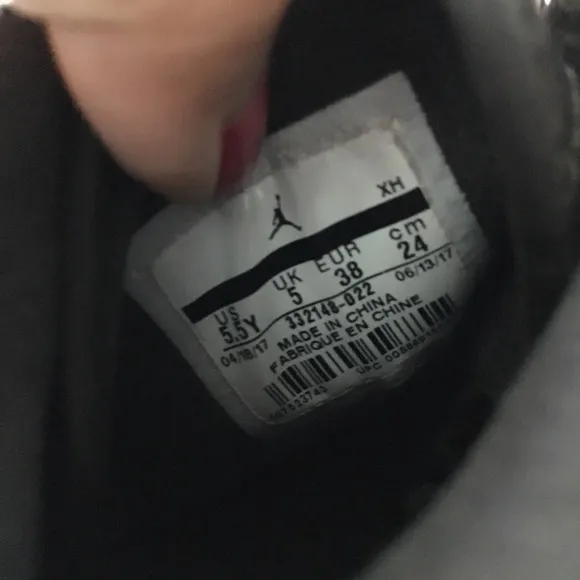 XH
US UK EUR cm
5.5Y 5 38 24
04/18/17 332148-022 06/13/17
MADE IN CHINA
FABRIQUE EN CHINE
UPC